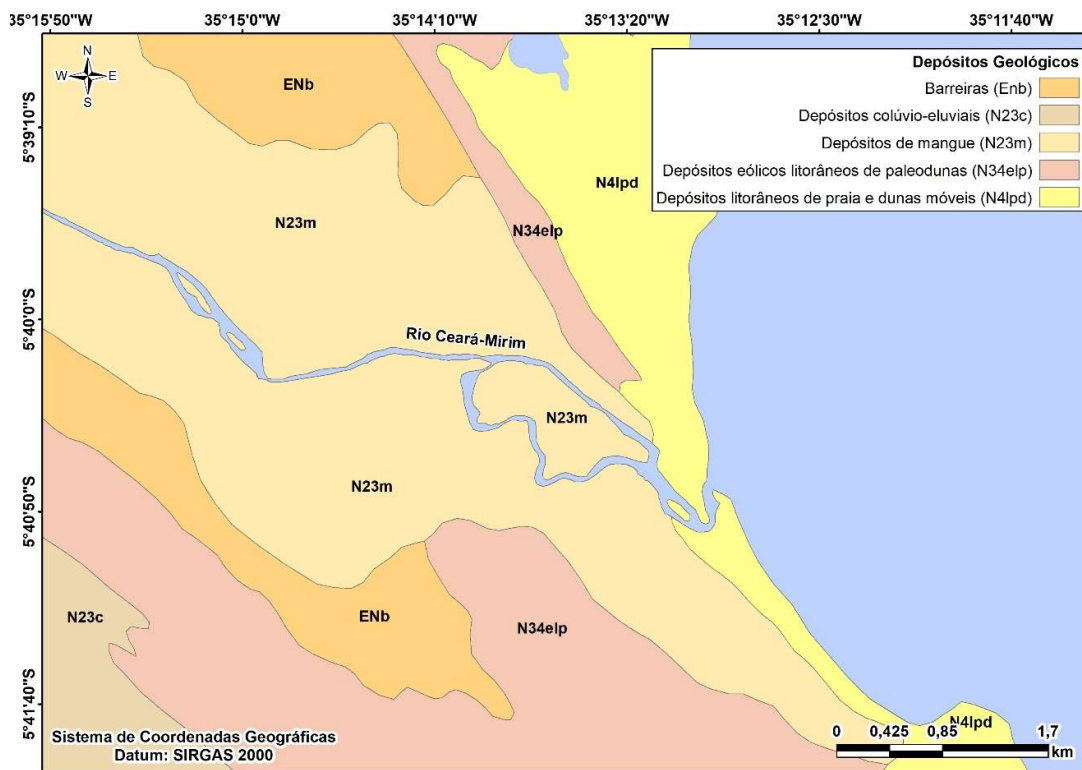 35°15'50"W 35°15'0"W 35°14'10"W 35°13'20"W 35°12'30"W 35°11'40"W
N
W E
S
Depósitos Geológicos
Barreiras (Enb)
Depósitos colúvio-eluviais (N23c)
Depósitos de mangue (N23m)
Depósitos eólicos litorâneos de paleodunas (N34elp)
Depósitos litorâneos de praia e dunas móveis (N4lpd)
ENb
5°39'10"S
N4lpd
N23m
N34elp
5°40'0"S
Rio Ceará-Mirim
N23m
N23m
5°40'50"S
N23c
ENb
N34elp
5°41'40"S
N4lpd
Sistema de Coordenadas Geográficas
Datum: SIRGAS 2000
0 0,425 0,85 1,7
km